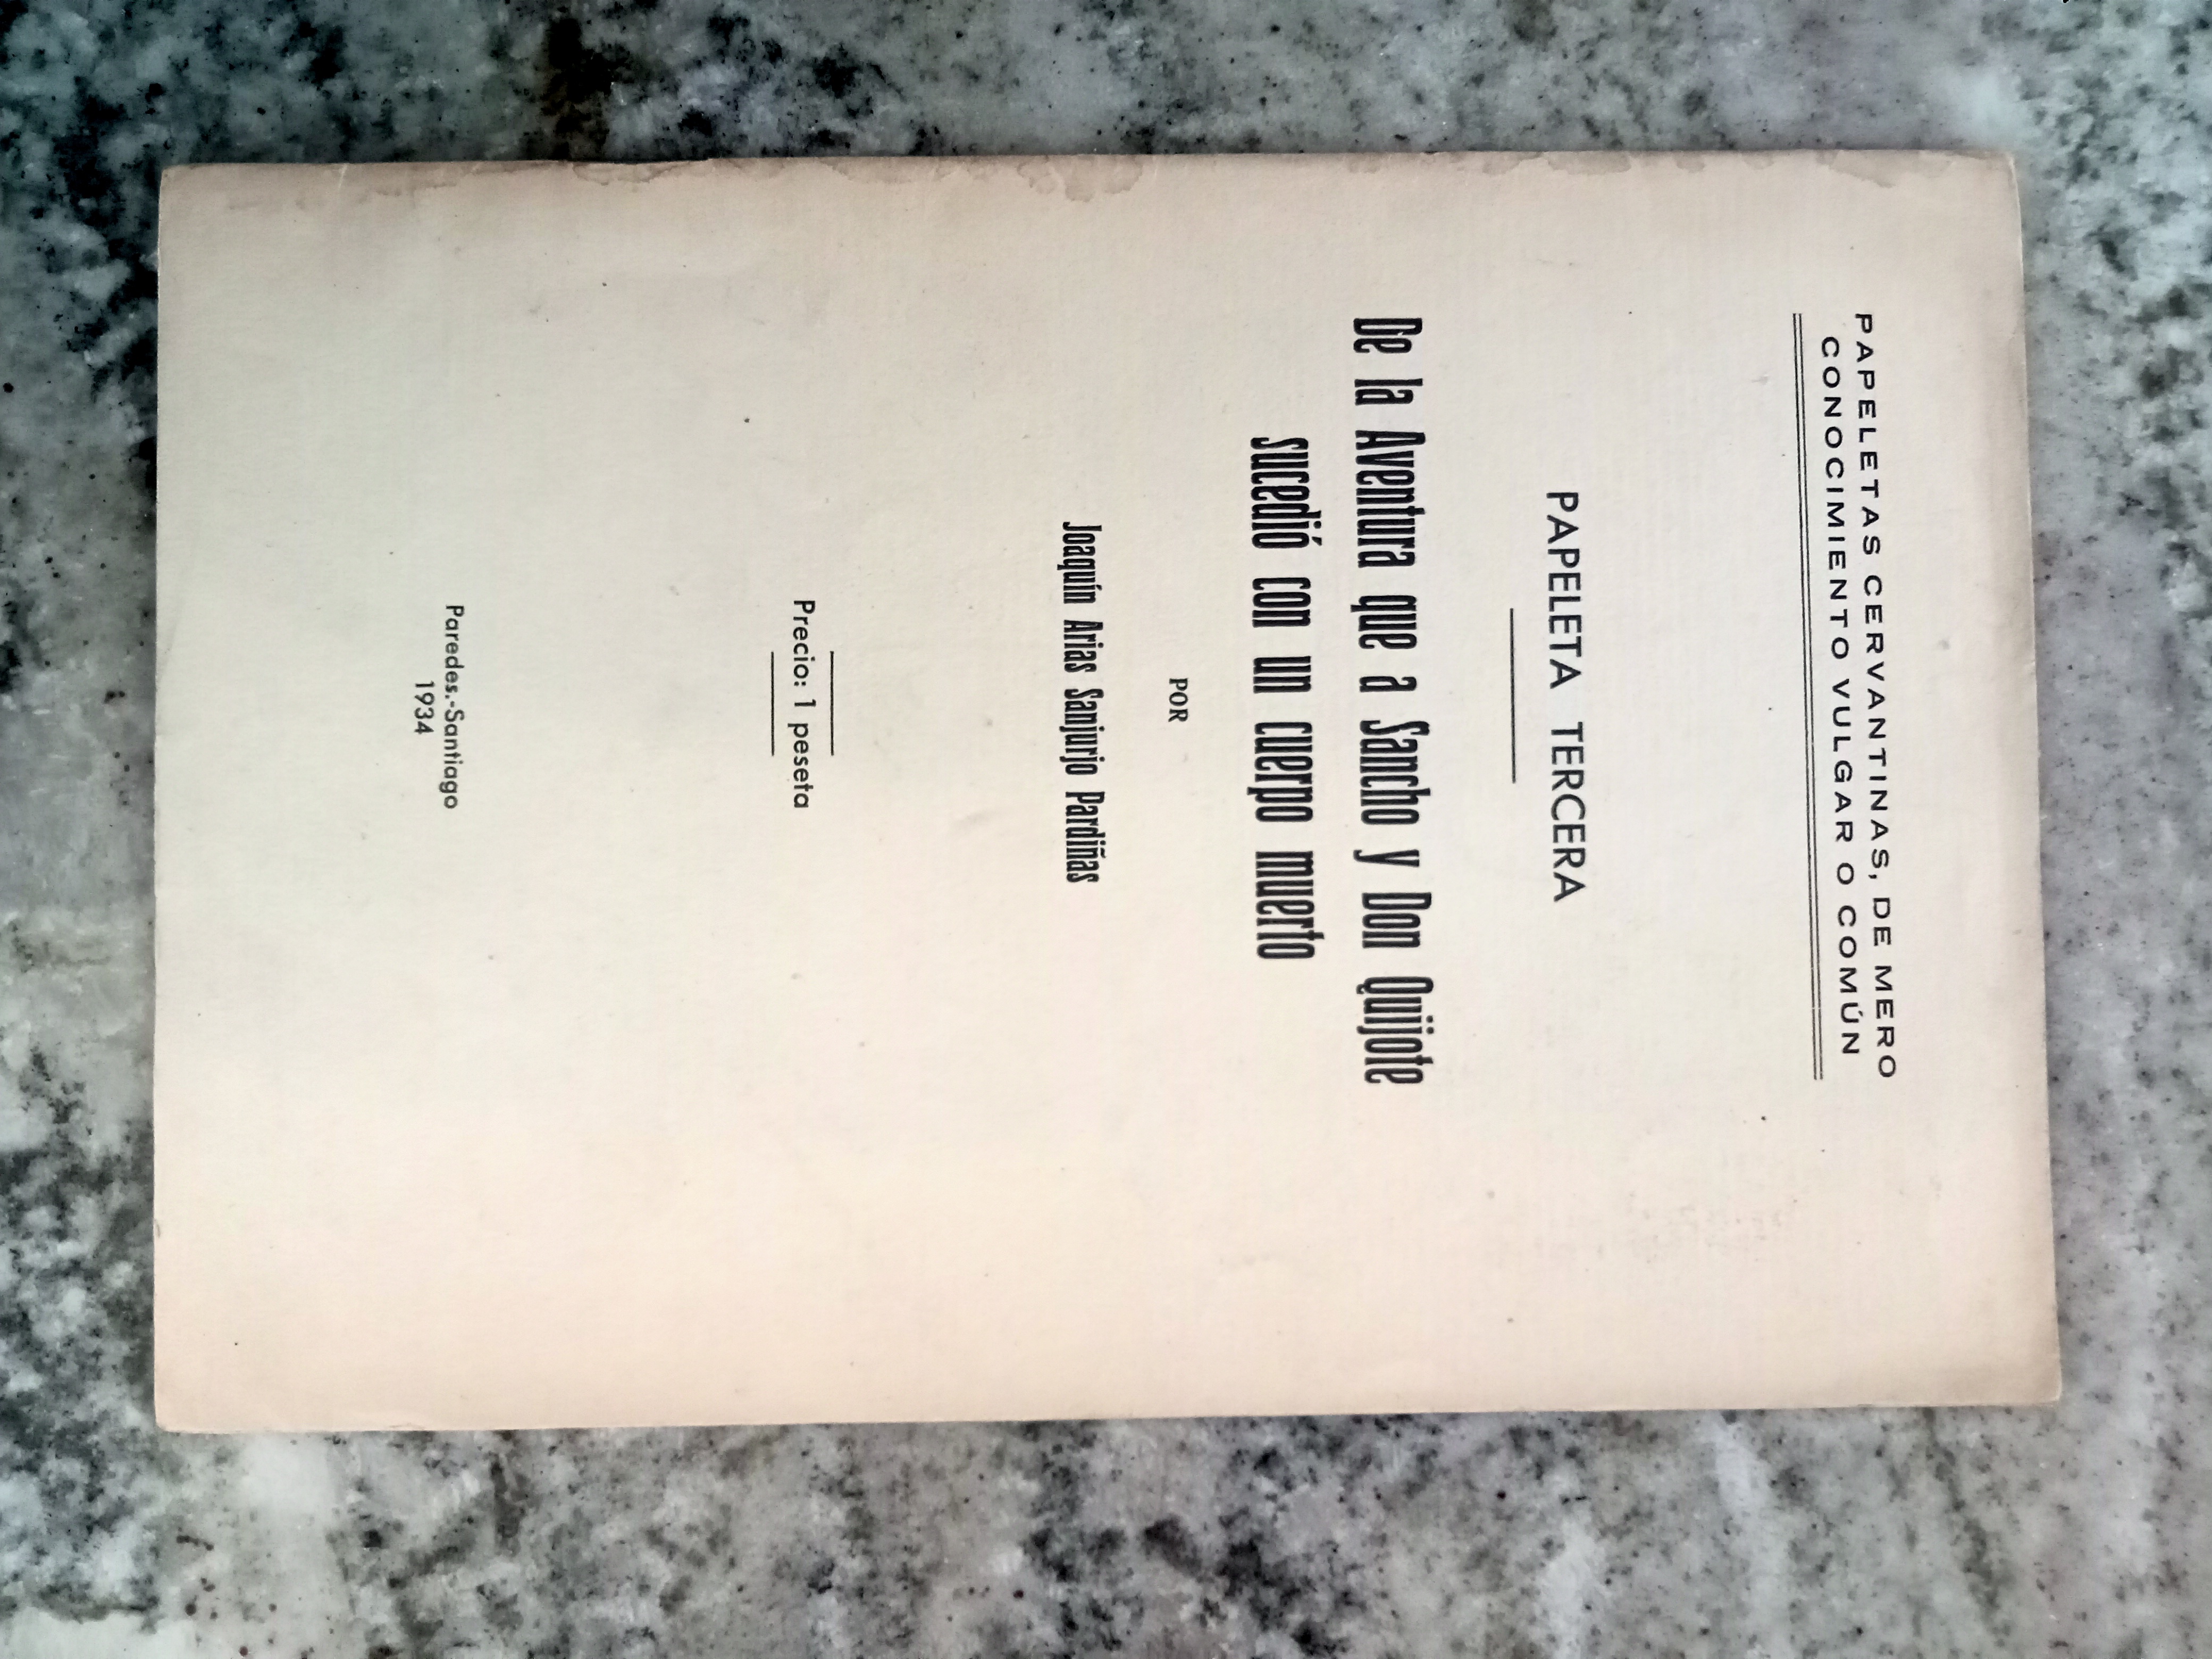 PAPELETAS CERVANTINAS, DE MERO
CONOCIMIENTO VULGAR O COMÚN
PAPELETA TERCERA
De la Aventura que a Sancho y Don Quijote
sucedió con un cuerpo muerto
POR
Joaquín Arias Sanjurjo Pardiñas
Precio: 1 peseta
Paredes.-Santiago
1934